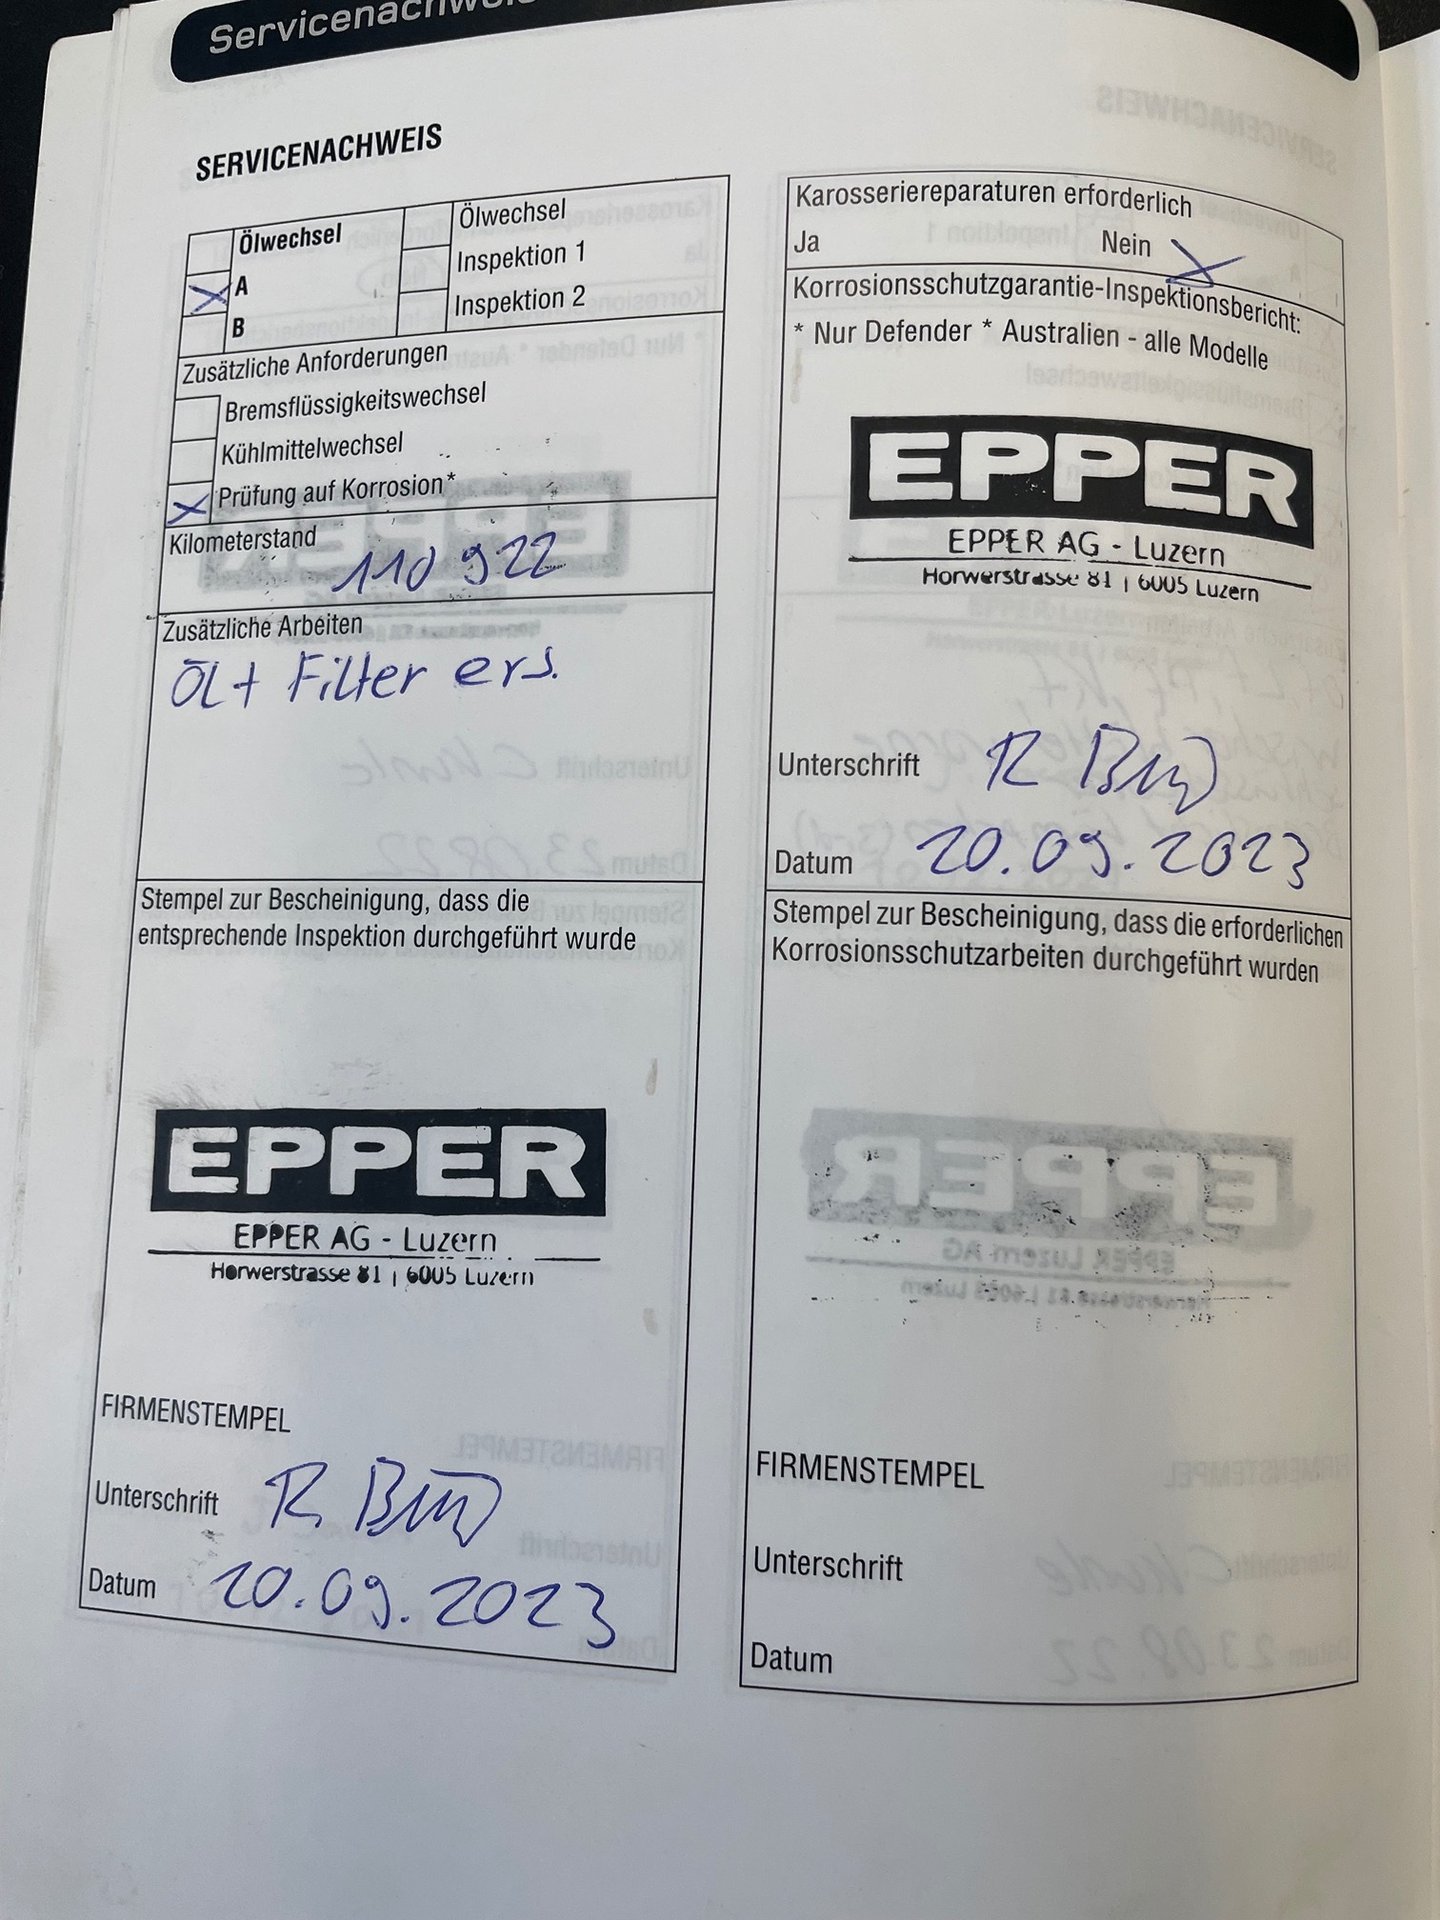 Servicenachweis
SERVICENACHWEIS
Ölwechsel
A
B
Ölwechsel
Inspektion 1
Inspektion 2
Zusätzliche Anforderungen
Bremsflüssigkeitswechsel
Kühlmittelwechsel
Prüfung auf Korrosion*
Kilometerstand
110 922
Zusätzliche Arbeiten
ÖL + Filter ers.
Stempel zur Bescheinigung, dass die
entsprechende Inspektion durchgeführt wurde
EPPER
EPPER AG - Luzern
Horwerstrasse 81 | 6005 Luzern
FIRMENSTEMPEL
Unterschrift R
Datum 20.09.2023
Karosseriereparaturen erforderlich
Ja Nein
Korrosionsschutzgarantie-Inspektionsbericht:
* Nur Defender * Australien - alle Modelle
EPPER
EPPER AG - Luzern
Horwerstrasse 81 | 6005 Luzern
Unterschrift R
Datum 20.09.2023
Stempel zur Bescheinigung, dass die erforderlichen
Korrosionsschutzarbeiten durchgeführt wurden
FIRMENSTEMPEL
Unterschrift
Datum